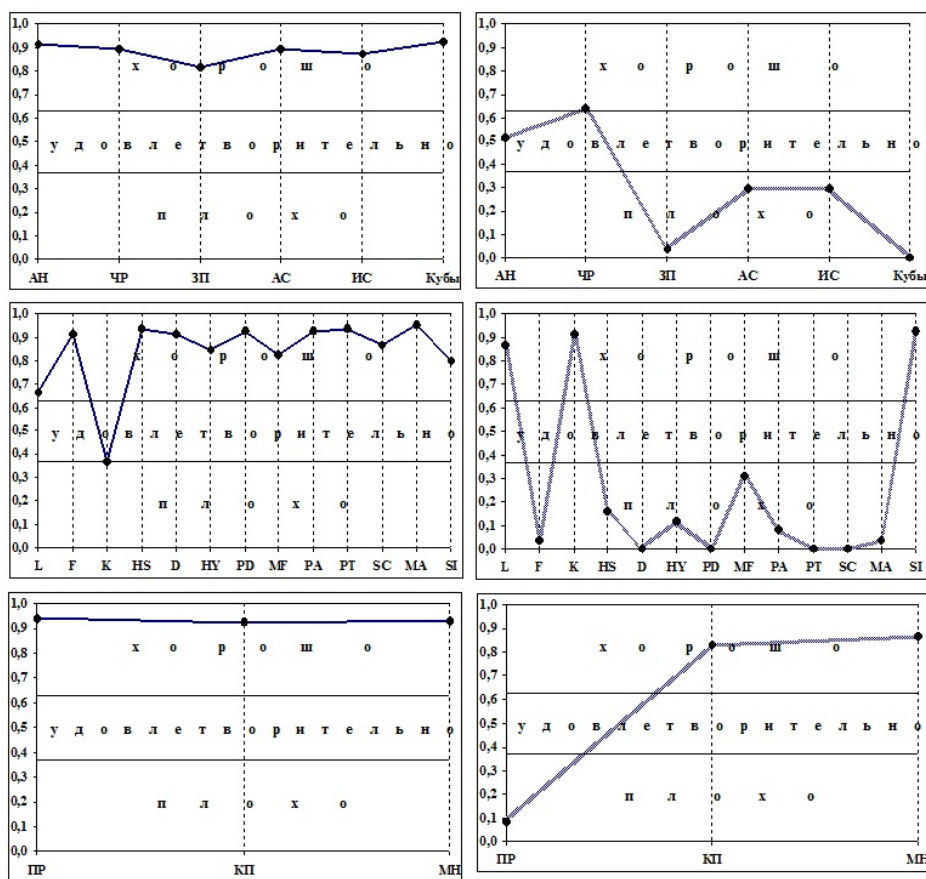 1,0
0,9
0,8
0,7
0,6
0,5
0,4
0,3
0,2
0,1
0,0
х о р о ш о
у д о в л е т в о р и т е л ь н о
п л о х о
АН ЧР ЗП АС ИС Кубы
1,0
0,9
0,8
0,7
0,6
0,5
0,4
0,3
0,2
0,1
0,0
х о р о ш о
у д о в л е т в о р и т е л ь н о
п л о х о
АН ЧР ЗП АС ИС Кубы
1,0
0,9
0,8
0,7
0,6
0,5
0,4
0,3
0,2
0,1
0,0
х о р о ш о
у д о в л е т в о р и т е л ь н о
п л о х о
L F K HS D HY PD MF PA PT SC MA SI
1,0
0,9
0,8
0,7
0,6
0,5
0,4
0,3
0,2
0,1
0,0
х о р о ш о
у д о в л е т в о р и т е л ь н о
п л о х о
L F K HS D HY PD MF PA PT SC MA SI
1,0
0,9
0,8
0,7
0,6
0,5
0,4
0,3
0,2
0,1
0,0
х о р о ш о
у д о в л е т в о р и т е л ь н о
п л о х о
ПР КП МН
1,0
0,9
0,8
0,7
0,6
0,5
0,4
0,3
0,2
0,1
0,0
х о р о ш о
у д о в л е т в о р и т е л ь н о
п л о х о
ПР КП МН